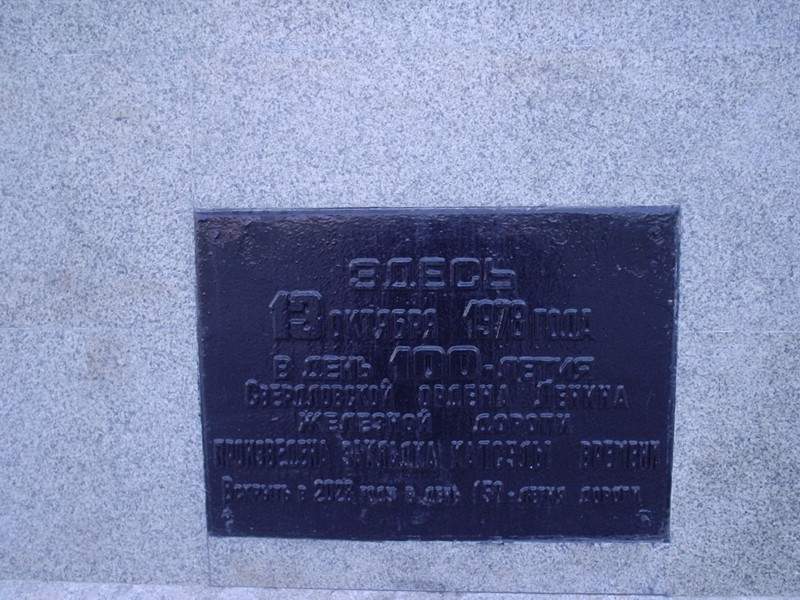 ЗДЕСЬ
13 ОКТЯБРЯ 1978 ГОДА
В ДЕНЬ 100-ЛЕТИЯ
СВЕРДЛОВСКОЙ ОРДЕНА ЛЕНИНА
ЖЕЛЕЗНОЙ ДОРОГИ
ПРОИЗВЕДЕНА ЗАКЛАДКА КАПСУЛЫ ВРЕМЕНИ
ВСКРЫТЬ В 2028 ГОДУ В ДЕНЬ 150-ЛЕТИЯ ДОРОГИ